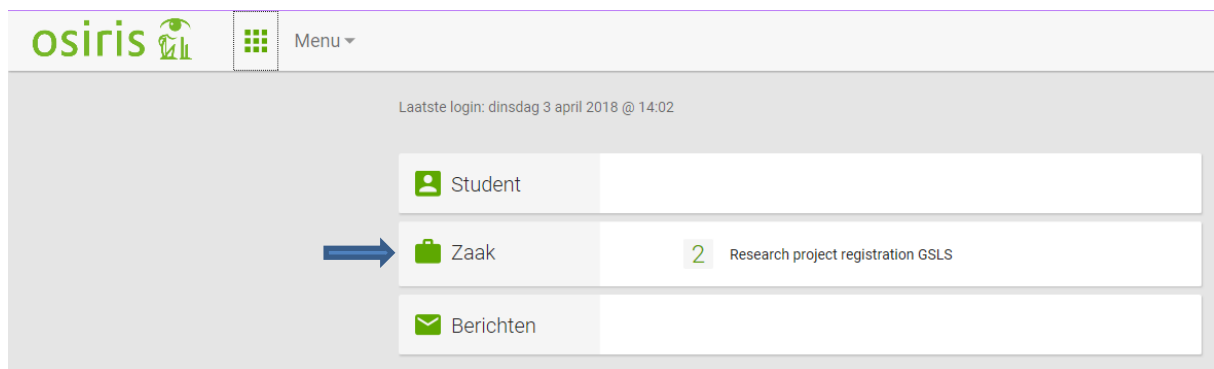 osiris
Menu
Laatste login: dinsdag 3 april 2018 @ 14:02
Student
Zaak
2 Research project registration GSLS
Berichten